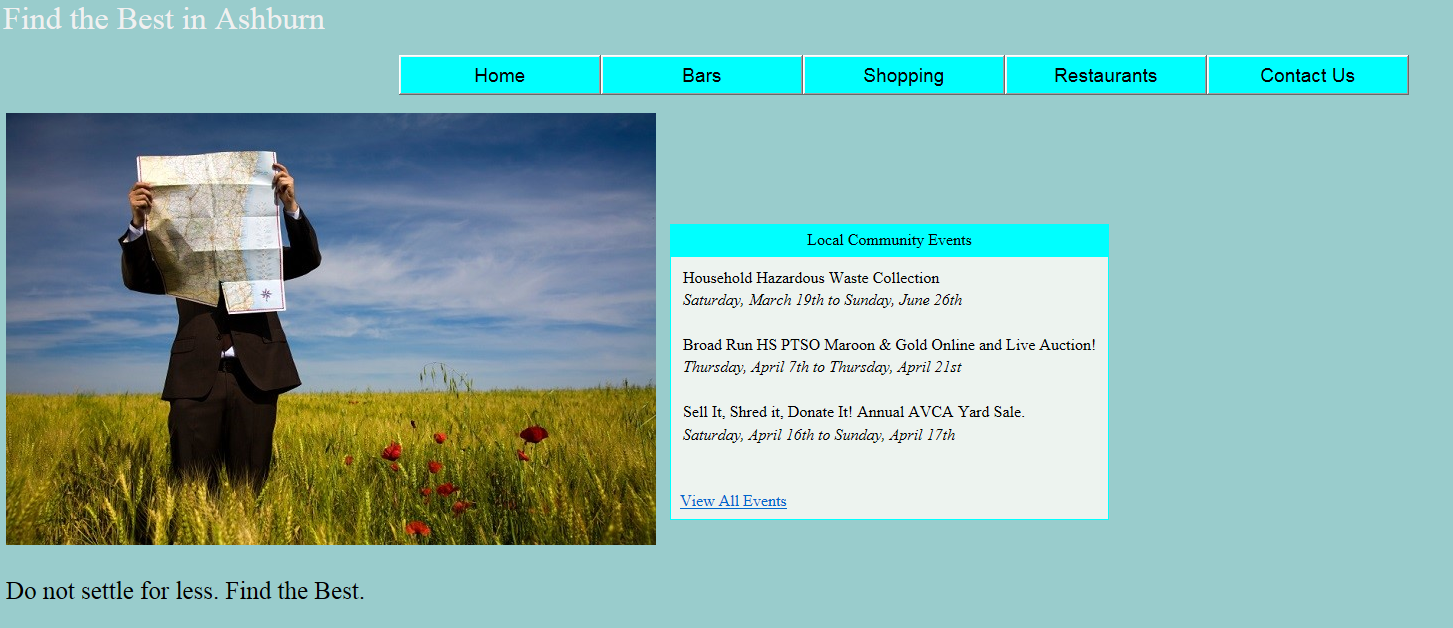 Find the Best in Ashburn
Home Bars Shopping Restaurants Contact Us
Local Community Events
Household Hazardous Waste Collection
Saturday, March 19th to Sunday, June 26th
Broad Run HS PTSO Maroon & Gold Online and Live Auction!
Thursday, April 7th to Thursday, April 21st
Sell It, Shred it, Donate It! Annual AVCA Yard Sale.
Saturday, April 16th to Sunday, April 17th
View All Events
Do not settle for less. Find the Best.